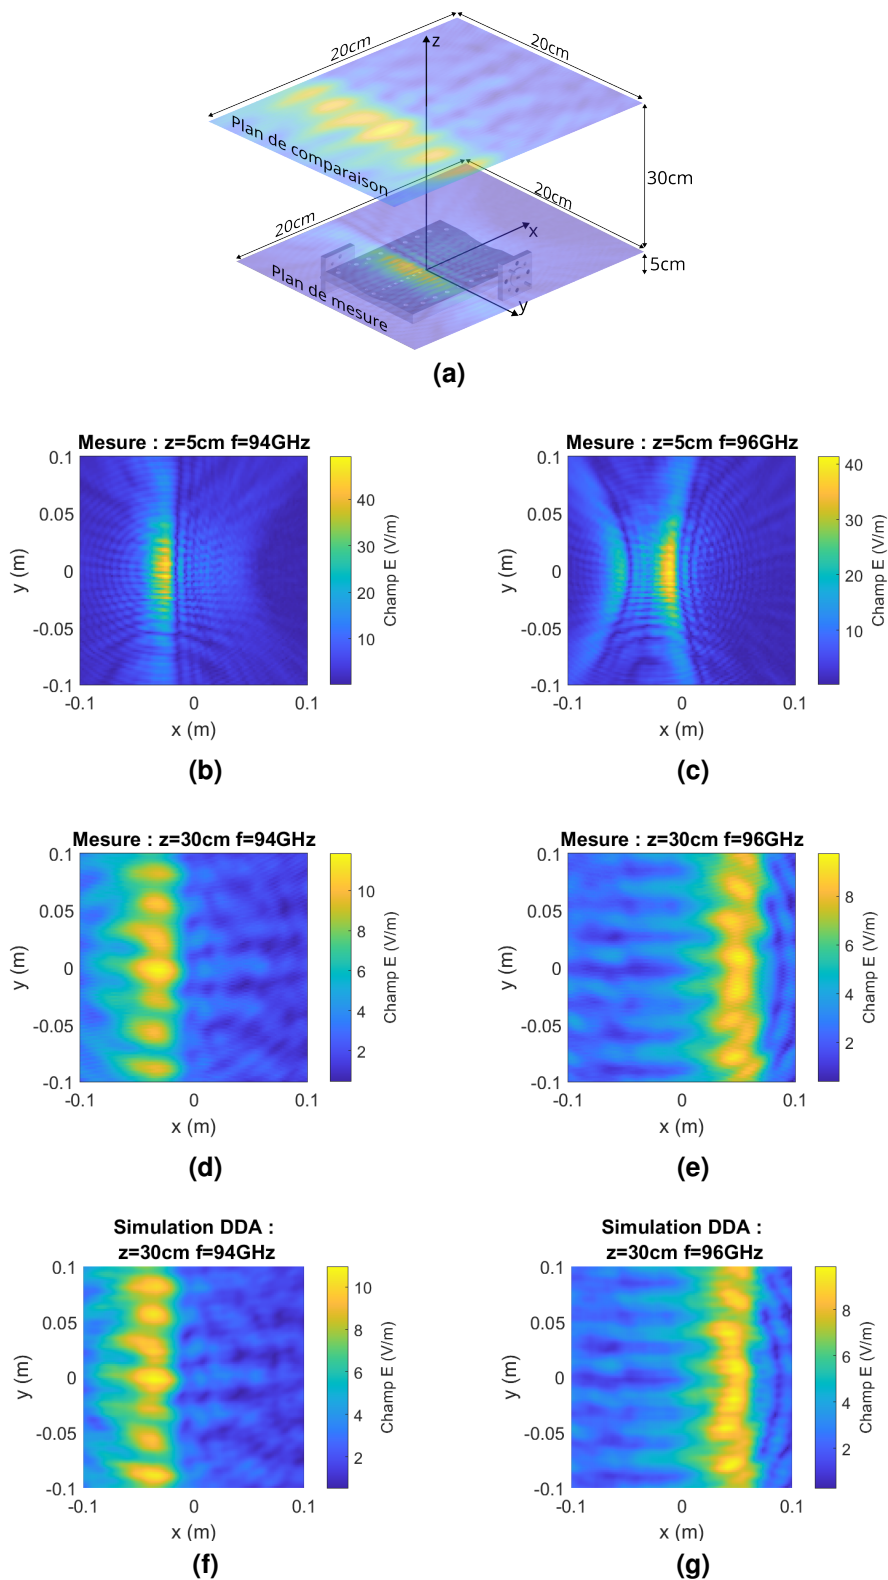 20cm
20cm
z
Plan de comparaison
30cm
20cm
20cm
x
5cm
Plan de mesure
y
(a)
Mesure : z=5cm f=94GHz
0.1
0.05
0
-0.05
-0.1
y (m)
-0.1
0
0.1
x (m)
40
30
20
10
Champ E (V/m)
(b)
Mesure : z=5cm f=96GHz
0.1
0.05
0
-0.05
-0.1
y (m)
-0.1
0
0.1
x (m)
40
30
20
10
Champ E (V/m)
(c)
Mesure : z=30cm f=94GHz
0.1
0.05
0
-0.05
-0.1
y (m)
-0.1
0
0.1
x (m)
10
8
6
4
2
Champ E (V/m)
(d)
Mesure : z=30cm f=96GHz
0.1
0.05
0
-0.05
-0.1
y (m)
-0.1
0
0.1
x (m)
8
6
4
2
Champ E (V/m)
(e)
Simulation DDA :
z=30cm f=94GHz
0.1
0.05
0
-0.05
-0.1
y (m)
-0.1
0
0.1
x (m)
10
8
6
4
2
Champ E (V/m)
(f)
Simulation DDA :
z=30cm f=96GHz
0.1
0.05
0
-0.05
-0.1
y (m)
-0.1
0
0.1
x (m)
8
6
4
2
Champ E (V/m)
(g)